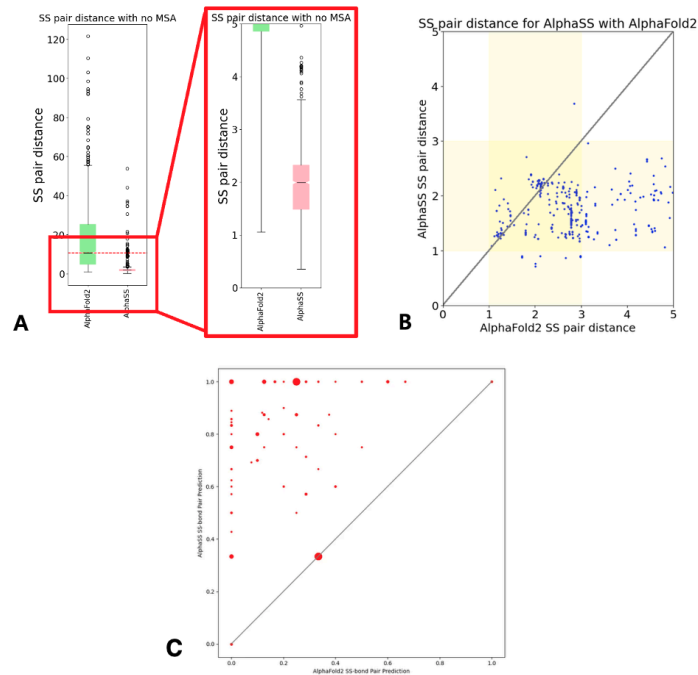 SS pair distance with no MSA
120
100
80
60
40
20
0
SS pair distance
AlphaFold2
AlphaSS
SS pair distance with no MSA
5
4
3
2
1
0
SS pair distance
AlphaFold2
AlphaSS
A
SS pair distance for AlphaSS with AlphaFold2
5
4
3
2
1
0
AlphaSS SS pair distance
0 1 2 3 4 5
AlphaFold2 SS pair distance
B
1.0
0.8
0.6
0.4
0.2
0.0
AlphaSS SS-bond Pair Prediction
0.0 0.2 0.4 0.6 0.8 1.0
AlphaFold2 SS-bond Pair Prediction
C